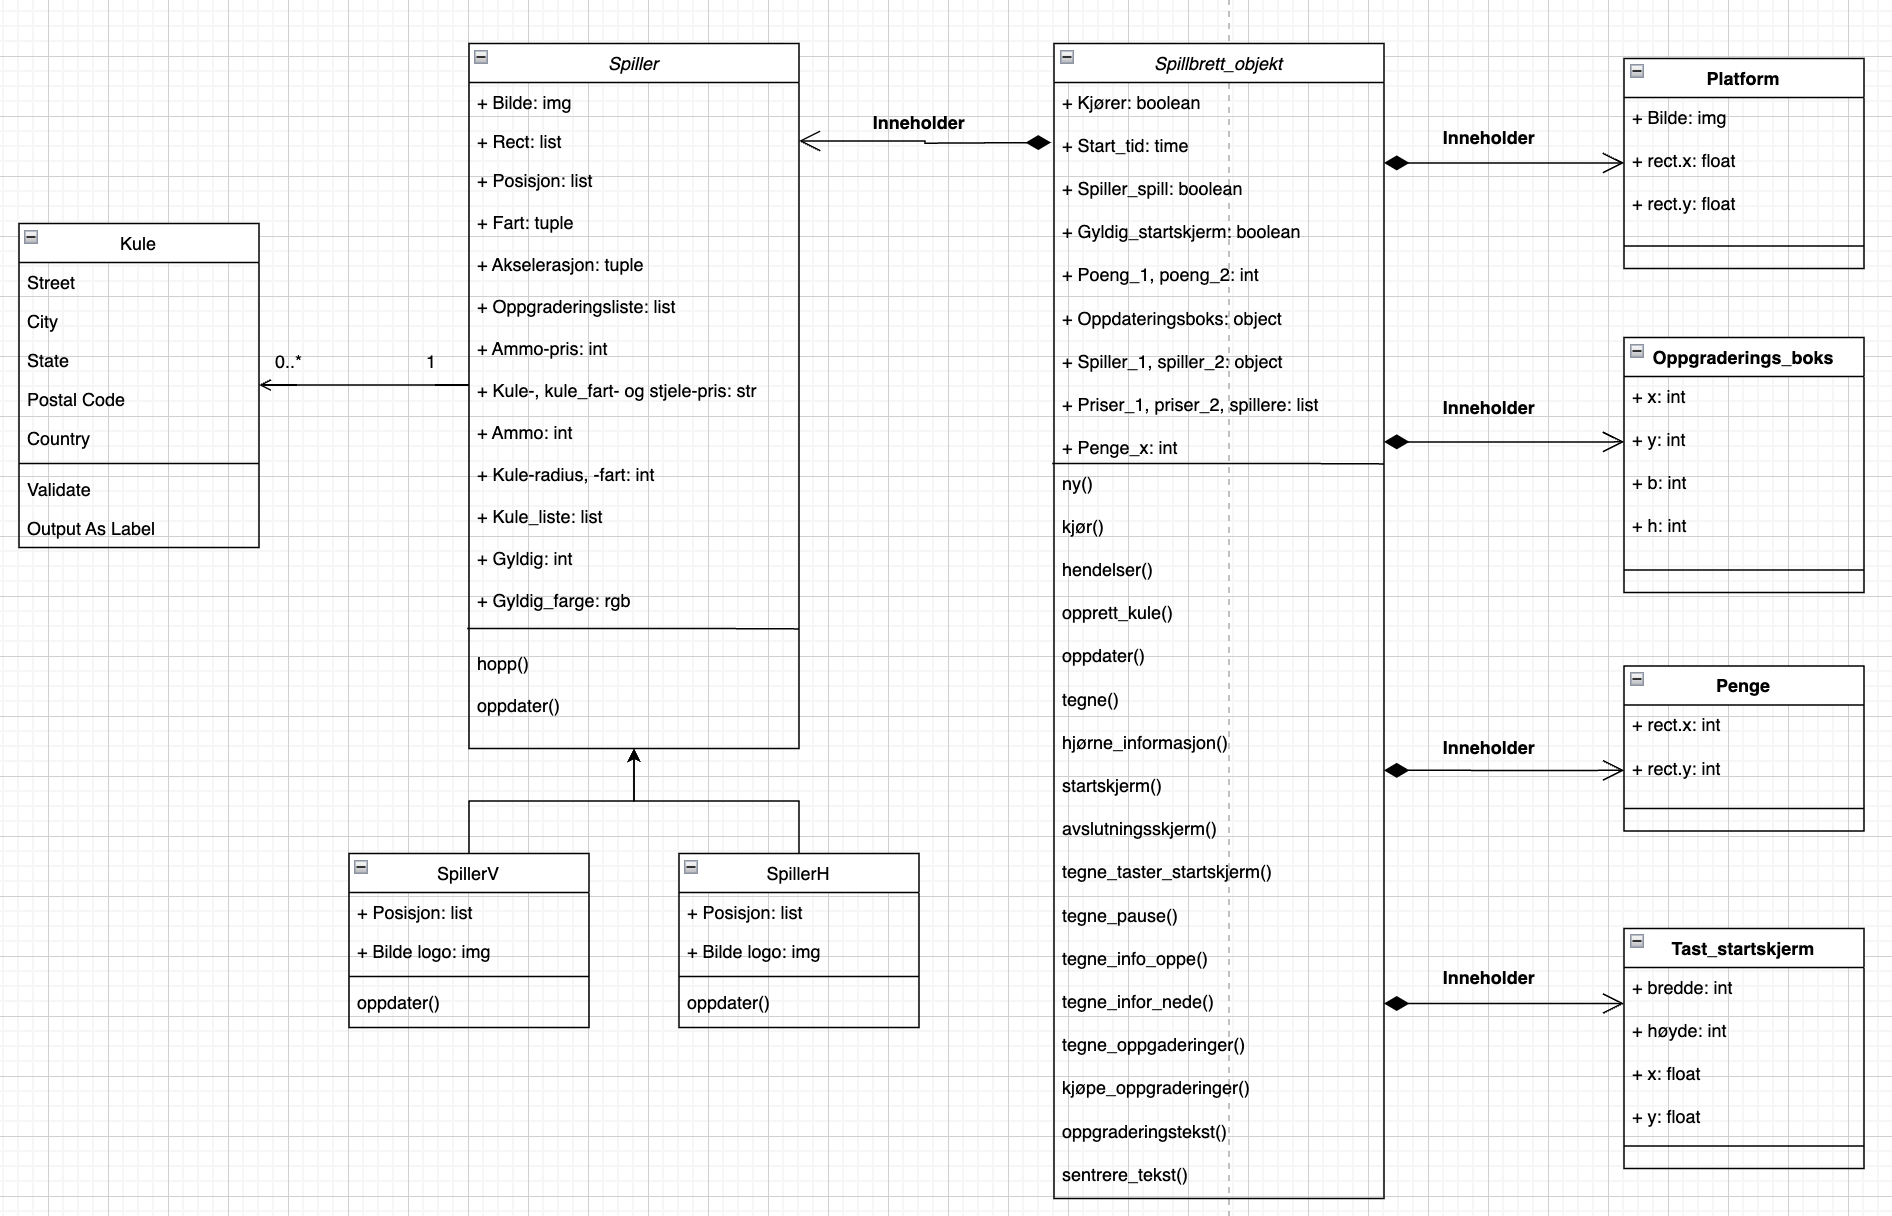 Kule
Street
City
State
Postal Code
Country
Validate
Output As Label
0..*
1
Spiller
+ Bilde: img
+ Rect: list
+ Posisjon: list
+ Fart: tuple
+ Akselerasjon: tuple
+ Oppgraderingsliste: list
+ Ammo-pris: int
+ Kule-, kule_fart- og stjele-pris: str
+ Ammo: int
+ Kule-radius, -fart: int
+ Kule_liste: list
+ Gyldig: int
+ Gyldig_farge: rgb
hopp()
oppdater()
SpillerV
+ Posisjon: list
+ Bilde logo: img
oppdater()
SpillerH
+ Posisjon: list
+ Bilde logo: img
oppdater()
Inneholder
Spillbrett_objekt
+ Kjører: boolean
+ Start_tid: time
+ Spiller_spill: boolean
+ Gyldig_startskjerm: boolean
+ Poeng_1, poeng_2: int
+ Oppdateringsboks: object
+ Spiller_1, spiller_2: object
+ Priser_1, priser_2, spillere: list
+ Penge_x: int
ny()
kjør()
hendelser()
opprett_kule()
oppdater()
tegne()
hjørne_informasjon()
startskjerm()
avslutningsskjerm()
tegne_taster_startskjerm()
tegne_pause()
tegne_info_oppe()
tegne_infor_nede()
tegne_oppgaderinger()
kjøpe_oppgraderinger()
oppgraderingstekst()
sentrere_tekst()
Inneholder
Platform
+ Bilde: img
+ rect.x: float
+ rect.y: float
Inneholder
Oppgraderings_boks
+ x: int
+ y: int
+ b: int
+ h: int
Inneholder
Penge
+ rect.x: int
+ rect.y: int
Inneholder
Tast_startskjerm
+ bredde: int
+ høyde: int
+ x: float
+ y: float